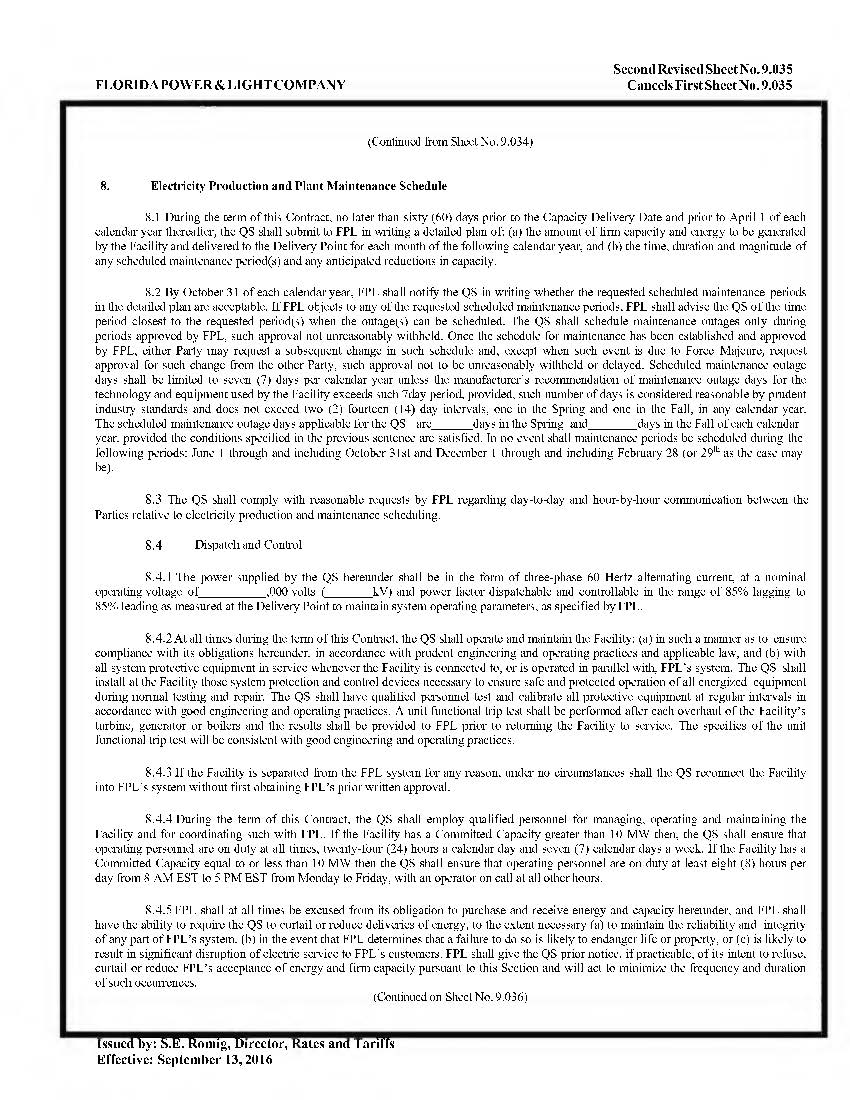 Second Revised Sheet No. 9.035
FLORIDA POWER & LIGHT COMPANY
Cancels First Sheet No. 9.035
(Continued from Sheet No. 9.034)
8. Electricity Production and Plant Maintenance Schedule
8.1 During the term of this Contract, no later than sixty (60) days prior to the Capacity Delivery Date and prior to April 1 of each
calendar year thereafter, the QS shall submit to FPL in writing a detailed plan of: (a) the amount of firm capacity and energy to be generated
by the Facility and delivered to the Delivery Point for each month of the following calendar year, and (b) the time, duration and magnitude of
any scheduled maintenance period(s) and any anticipated reductions in capacity.
8.2 By October 31 of each calendar year, FPL shall notify the QS in writing whether the requested scheduled maintenance periods
in the detailed plan are acceptable. If FPL objects to any of the requested scheduled maintenance periods, FPL shall advise the QS of the time
period closest to the requested period(s) when the outage(s) can be scheduled. The QS shall schedule maintenance outages only during
periods approved by FPL, such approval not unreasonably withheld. Once the schedule for maintenance has been established and approved
by FPL, either Party may request a subsequent change in such schedule and, except when such event is due to Force Majeure, request
approval for such change from the other Party, such approval not to be unreasonably withheld or delayed. Scheduled maintenance outage
days shall be limited to seven (7) days per calendar year unless the manufacturer's recommendation of maintenance outage days for the
technology and equipment used by the Facility exceeds such 7day period, provided, such number of days is considered reasonable by prudent
industry standards and does not exceed two (2) fourteen (14) day intervals, one in the Spring and one in the Fall, in any calendar year.
The scheduled maintenance outage days applicable for the QS are_______days in the Spring and________days in the Fall of each calendar
year, provided the conditions specified in the previous sentence are satisfied. In no event shall maintenance periods be scheduled during the
following periods: June 1 through and including October 31st and December 1 through and including February 28 (or 29th as the case may
be).
8.3 The QS shall comply with reasonable requests by FPL regarding day-to-day and hour-by-hour communication between the
Parties relative to electricity production and maintenance scheduling.
8.4 Dispatch and Control
8.4.1 The power supplied by the QS hereunder shall be in the form of three-phase 60 Hertz alternating current, at a nominal
operating voltage of___________,000 volts (________kV) and power factor dispatchable and controllable in the range of 85% lagging to
85% leading as measured at the Delivery Point to maintain system operating parameters, as specified by FPL.
8.4.2 At all times during the term of this Contract, the QS shall operate and maintain the Facility: (a) in such a manner as to ensure
compliance with its obligations hereunder, in accordance with prudent engineering and operating practices and applicable law, and (b) with
all system protective equipment in service whenever the Facility is connected to, or is operated in parallel with, FPL's system. The QS shall
install at the Facility those system protection and control devices necessary to ensure safe and protected operation of all energized equipment
during normal testing and repair. The QS shall have qualified personnel test and calibrate all protective equipment at regular intervals in
accordance with good engineering and operating practices. A unit functional trip test shall be performed after each overhaul of the Facility's
turbine, generator or boilers and the results shall be provided to FPL prior to returning the Facility to service. The specifics of the unit
functional trip test will be consistent with good engineering and operating practices.
8.4.3 If the Facility is separated from the FPL system for any reason, under no circumstances shall the QS reconnect the Facility
into FPL's system without first obtaining FPL's prior written approval.
8.4.4 During the term of this Contract, the QS shall employ qualified personnel for managing, operating and maintaining the
Facility and for coordinating such with FPL. If the Facility has a Committed Capacity greater than 10 MW then, the QS shall ensure that
operating personnel are on duty at all times, twenty-four (24) hours a calendar day and seven (7) calendar days a week. If the Facility has a
Committed Capacity equal to or less than 10 MW then the QS shall ensure that operating personnel are on duty at least eight (8) hours per
day from 8 AM EST to 5 PM EST from Monday to Friday, with an operator on call at all other hours.
8.4.5 FPL shall at all times be excused from its obligation to purchase and receive energy and capacity hereunder, and FPL shall
have the ability to require the QS to curtail or reduce deliveries of energy, to the extent necessary (a) to maintain the reliability and integrity
of any part of FPL's system, (b) in the event that FPL determines that a failure to do so is likely to endanger life or property, or (c) is likely to
result in significant disruption of electric service to FPL's customers. FPL shall give the QS prior notice, if practicable, of its intent to refuse,
curtail or reduce FPL's acceptance of energy and firm capacity pursuant to this Section and will act to minimize the frequency and duration
of such occurrences.
(Continued on Sheet No. 9.036)
Issued by: S.E. Romig, Director, Rates and Tariffs
Effective: September 13, 2016